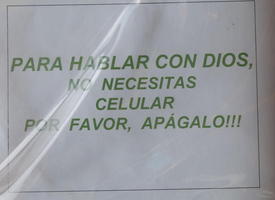 PARA HABLAR CON DIOS,
NO NECESITAS
CELULAR
POR FAVOR, APÁGALO!!!